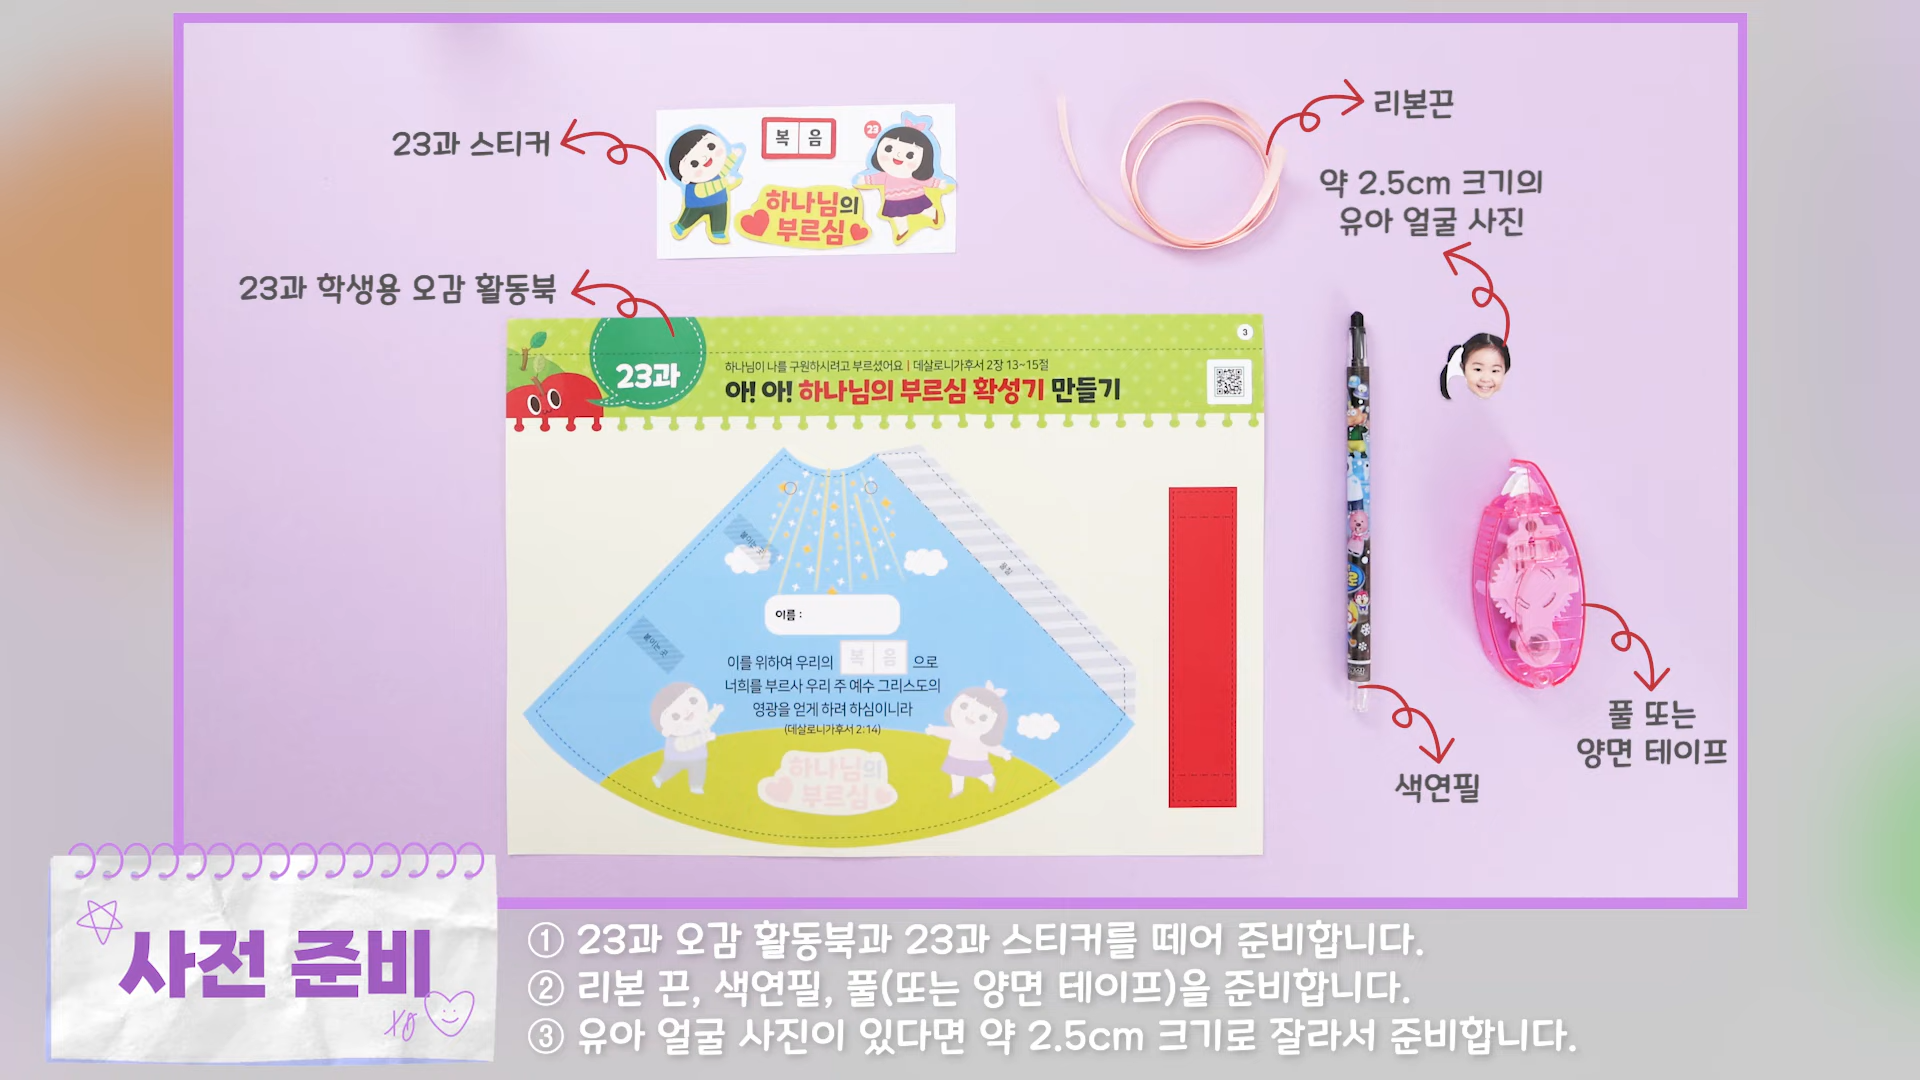 리본끈
23과 스티커
복 음
23
하나님의
부르심
약 2.5cm 크기의
유아 얼굴 사진
23과 학생용 오감 활동북
3
23과
하나님이 나를 구원하시려고 부르셨어요 | 데살로니가후서 2장 13~15절
아! 아! 하나님의 부르심 확성기 만들기
붙이는 곳
풀칠
이름 :
붙이는 곳
이를 위하여 우리의 복 음 으로
너희를 부르사 우리 주 예수 그리스도의
영광을 얻게 하려 하심이니라
(데살로니가후서 2:14)
하나님의
부르심
풀 또는
양면 테이프
색연필
사전 준비
xo
① 23과 오감 활동북과 23과 스티커를 떼어 준비합니다.
② 리본 끈, 색연필, 풀(또는 양면 테이프)을 준비합니다.
③ 유아 얼굴 사진이 있다면 약 2.5cm 크기로 잘라서 준비합니다.